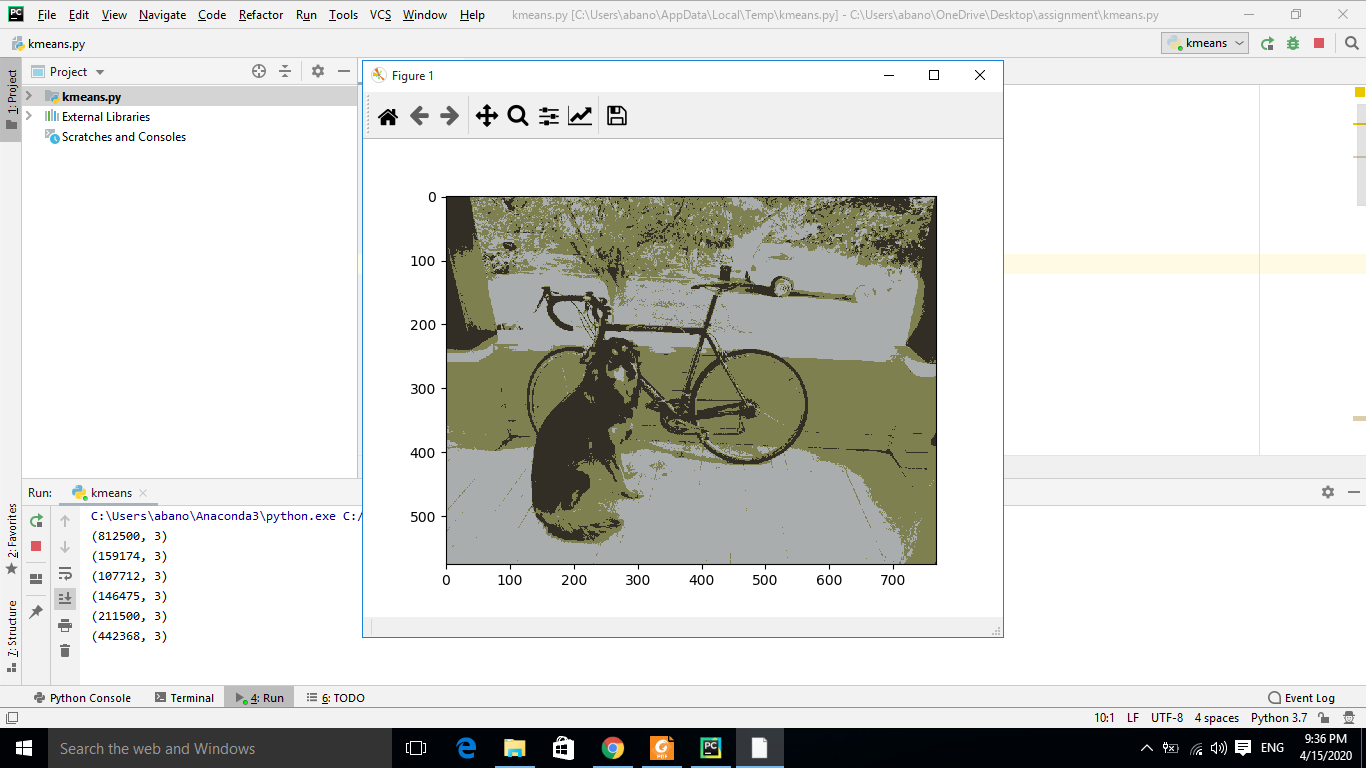 PC File Edit View Navigate Code Refactor Run Tools VCS Window Help kmeans.py [C:\Users\abano\AppData\Local\Temp\kmeans.py] - C:\Users\abano\OneDrive\Desktop\assignment\kmeans.py
kmeans.py kmeans
1: Project
Project
kmeans.py
External Libraries
Scratches and Consoles
Figure 1
0
100
200
300
400
500
0 100 200 300 400 500 600 700
2: Favorites
7: Structure
Run: kmeans
C:\Users\abano\Anaconda3\python.exe C:/
(812500, 3)
(159174, 3)
(107712, 3)
(146475, 3)
(211500, 3)
(442368, 3)
Python Console Terminal 4: Run 6: TODO Event Log
10:1 LF UTF-8 4 spaces Python 3.7
Search the web and Windows PDF PC ENG 9:36 PM
4/15/2020